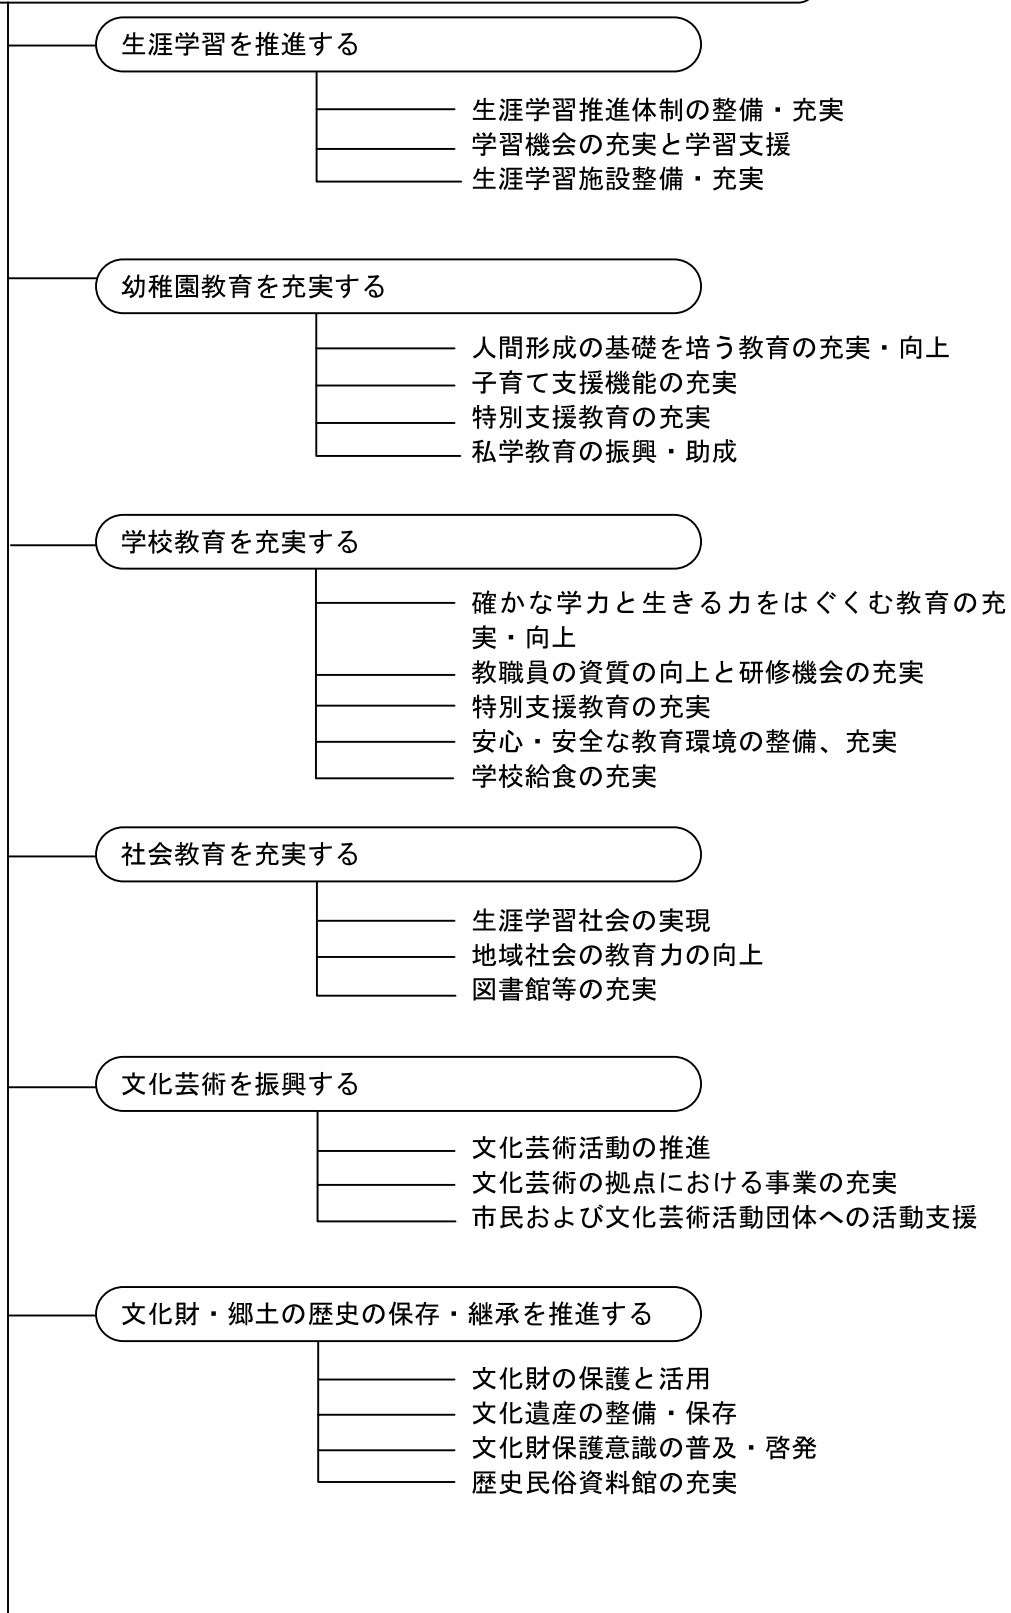 生涯学習を推進する
生涯学習推進体制の整備・充実
学習機会の充実と学習支援
生涯学習施設整備・充実
幼稚園教育を充実する
人間形成の基礎を培う教育の充実・向上
子育て支援機能の充実
特別支援教育の充実
私学教育の振興・助成
学校教育を充実する
確かな学力と生きる力をはぐくむ教育の充
実・向上
教職員の資質の向上と研修機会の充実
特別支援教育の充実
安心・安全な教育環境の整備、充実
学校給食の充実
社会教育を充実する
生涯学習社会の実現
地域社会の教育力の向上
図書館等の充実
文化芸術を振興する
文化芸術活動の推進
文化芸術の拠点における事業の充実
市民および文化芸術活動団体への活動支援
文化財・郷土の歴史の保存・継承を推進する
文化財の保護と活用
文化遺産の整備・保存
文化財保護意識の普及・啓発
歴史民俗資料館の充実